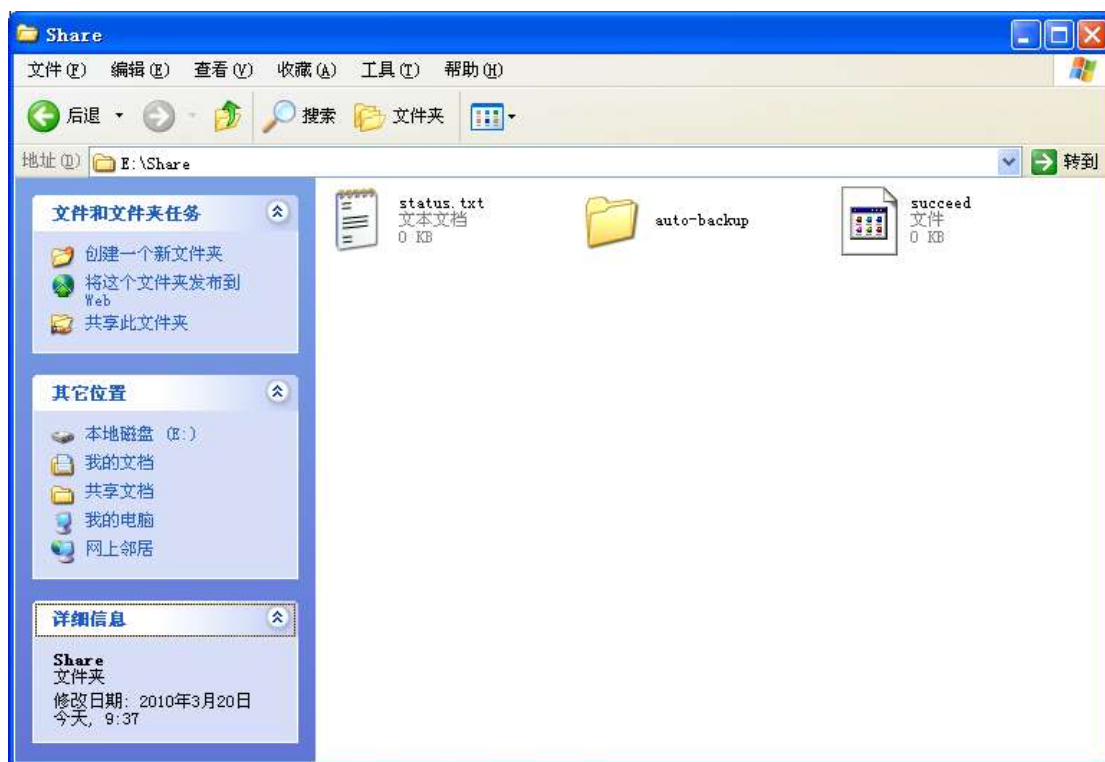 Share
文件(F) 编辑(E) 查看(V) 收藏(A) 工具(T) 帮助(H)
后退 搜索 文件夹
地址(D) E:\Share 转到
文件和文件夹任务
创建一个新文件夹
将这个文件夹发布到
Web
共享此文件夹
其它位置
本地磁盘 (E:)
我的文档
共享文档
我的电脑
网上邻居
详细信息
Share
文件夹
修改日期: 2010年3月20日
今天, 9:37
status.txt
文本文档
0 KB
auto-backup
succeed
文件
0 KB